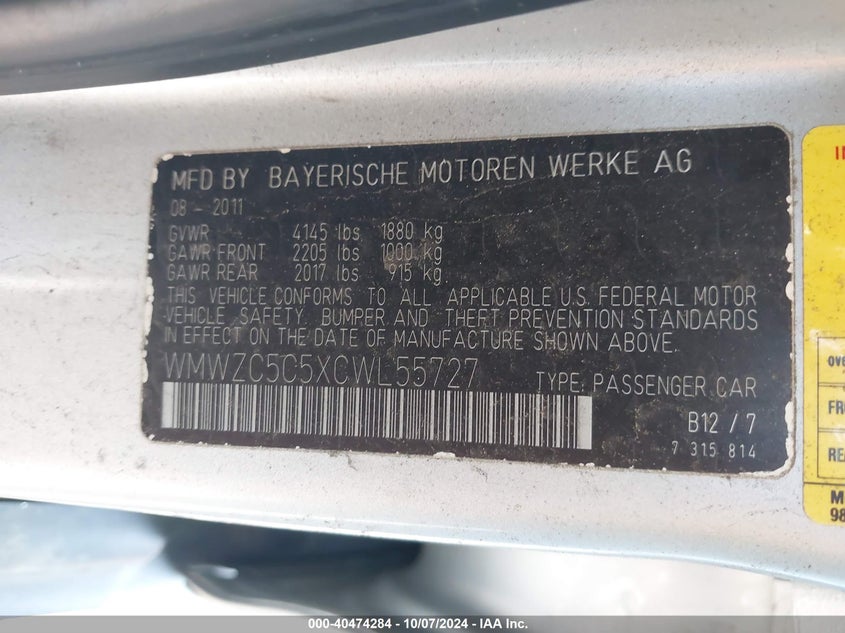 MFD BY BAYERISCHE MOTOREN WERKE AG
08 - 2011
GVWR 4145 lbs 1880 kg
GAWR FRONT 2205 lbs 1000 kg
GAWR REAR 2017 lbs 915 kg
THIS VEHICLE CONFORMS TO ALL APPLICABLE U.S. FEDERAL MOTOR
VEHICLE SAFETY, BUMPER AND THEFT PREVENTION STANDARDS
IN EFFECT ON THE DATE OF MANUFACTURE SHOWN ABOVE.
WMWZC5C5XCWL55727 TYPE: PASSENGER CAR
B12 / 7
7 315 814
000-40474284 - 10/07/2024 - © IAA, Inc.